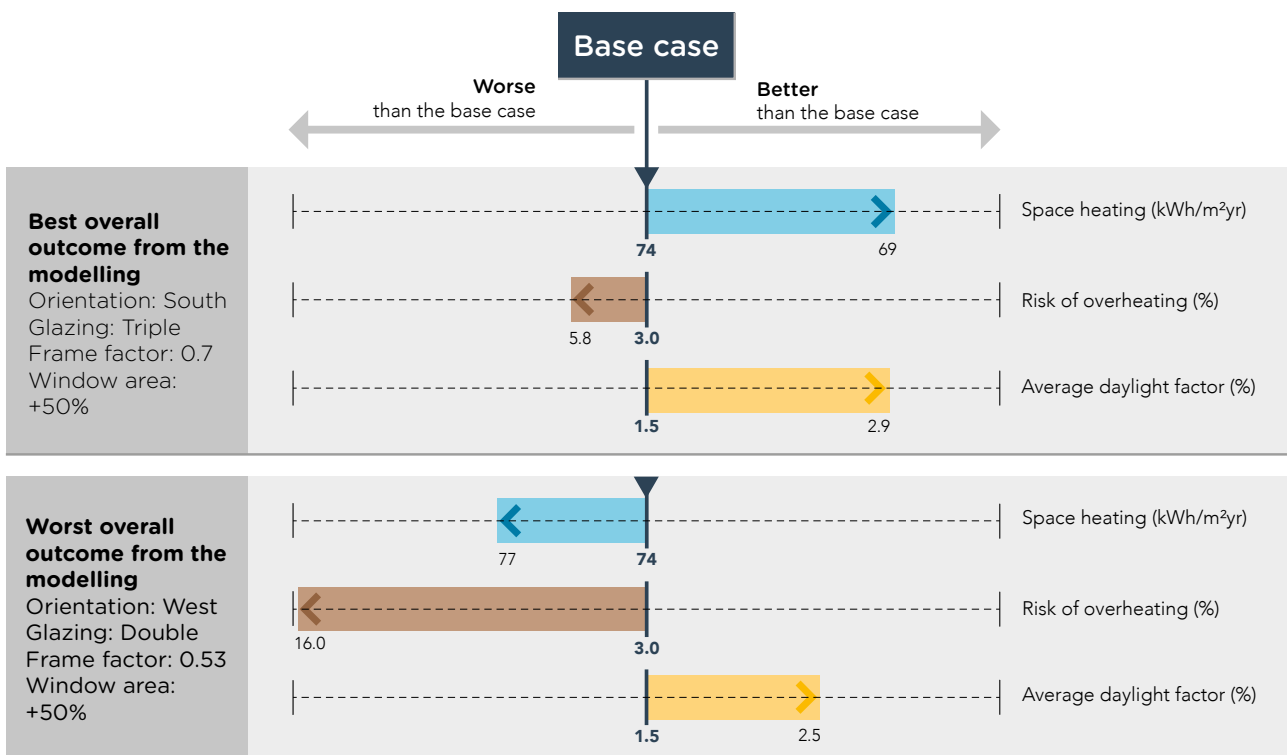 Base case
Worse
than the base case
Better
than the base case
Best overall
outcome from the
modelling
Orientation: South
Glazing: Triple
Frame factor: 0.7
Window area:
+50%
Space heating (kWh/m²yr)
74
69
Risk of overheating (%)
5.8
3.0
Average daylight factor (%)
1.5
2.9
Worst overall
outcome from the
modelling
Orientation: West
Glazing: Double
Frame factor: 0.53
Window area:
+50%
Space heating (kWh/m²yr)
77
74
Risk of overheating (%)
16.0
3.0
Average daylight factor (%)
1.5
2.5